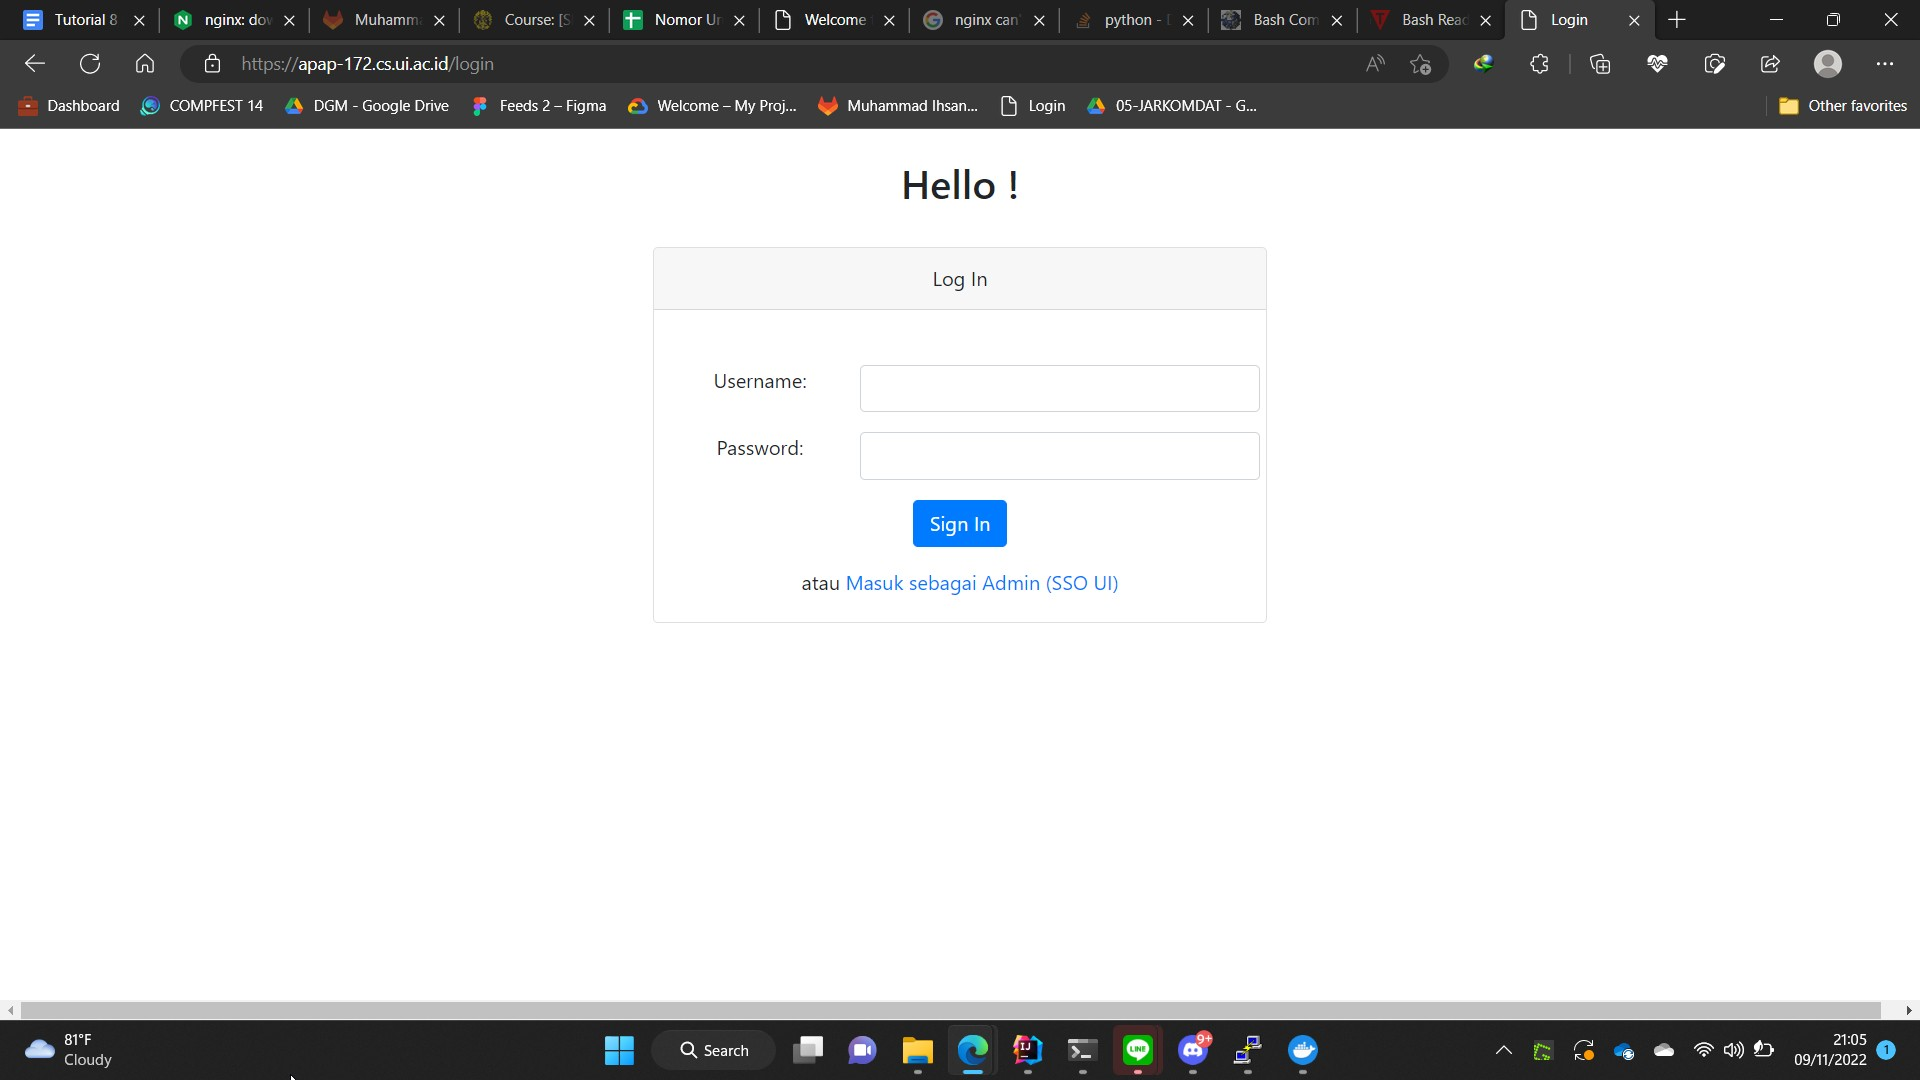 Tutorial 8
nginx: dov
Muhamm
Course: [S
Nomor Ur
Welcome
nginx can'
python - [
Bash Com
Bash Reac
Login
https://apap-172.cs.ui.ac.id/login
Dashboard
COMPFEST 14
DGM - Google Drive
Feeds 2 – Figma
Welcome – My Proj...
Muhammad Ihsan...
Login
05-JARKOMDAT - G...
Other favorites
Hello !
Log In
Username:
Password:
Sign In
atau Masuk sebagai Admin (SSO UI)
81°F
Cloudy
Search
LINE
9+
21:05
09/11/2022
1